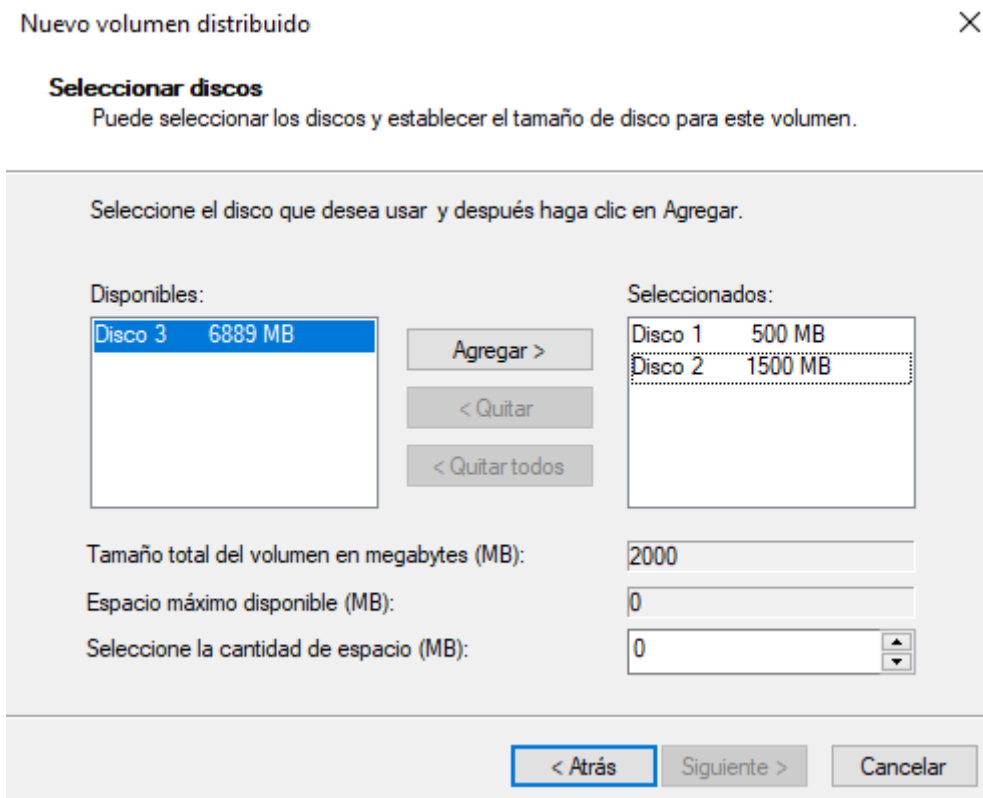 Nuevo volumen distribuido
Seleccionar discos
Puede seleccionar los discos y establecer el tamaño de disco para este volumen.
Seleccione el disco que desea usar y después haga clic en Agregar.
Disponibles:
Disco 3 6889 MB
Agregar >
< Quitar
< Quitar todos
Seleccionados:
Disco 1 500 MB
Disco 2 1500 MB
Tamaño total del volumen en megabytes (MB): 2000
Espacio máximo disponible (MB): 0
Seleccione la cantidad de espacio (MB): 0
< Atrás Siguiente > Cancelar